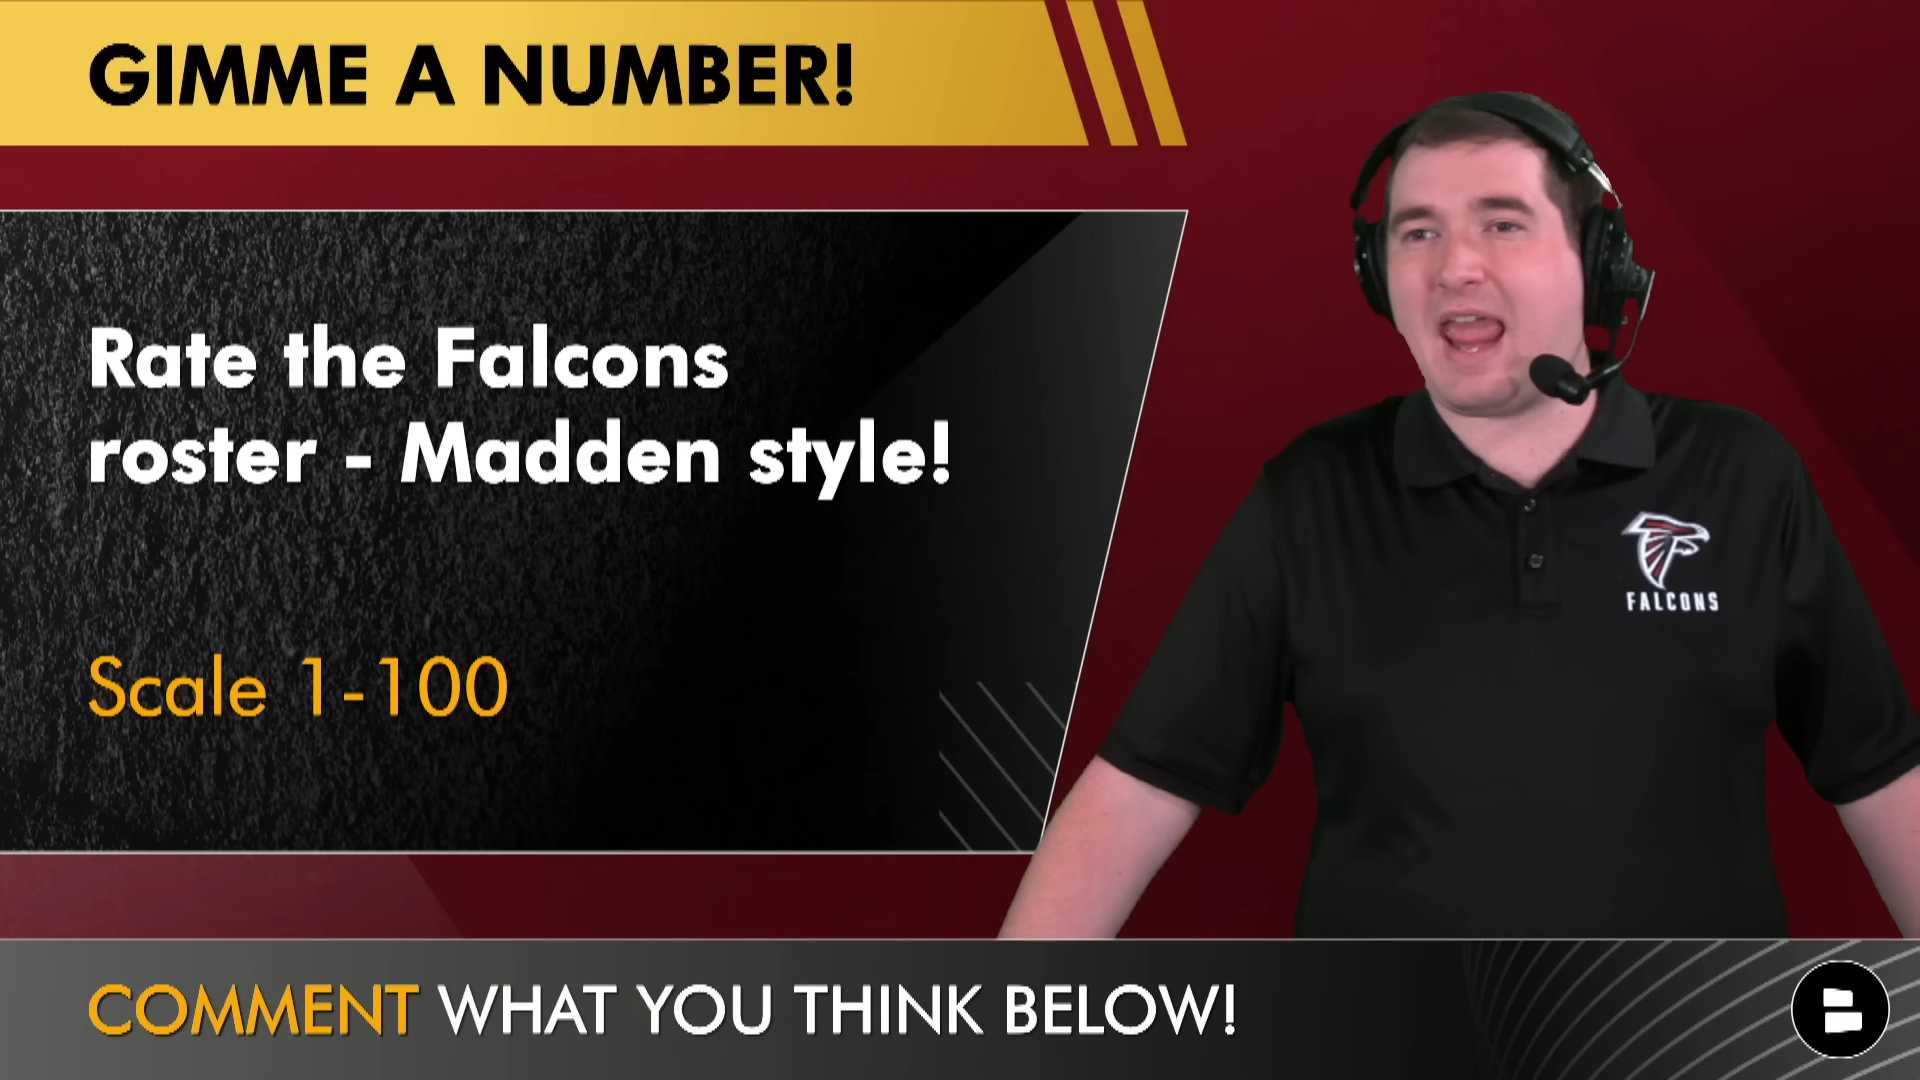 GIMME A NUMBER!
Rate the Falcons
roster - Madden style!
Scale 1-100
FALCONS
COMMENT WHAT YOU THINK BELOW!